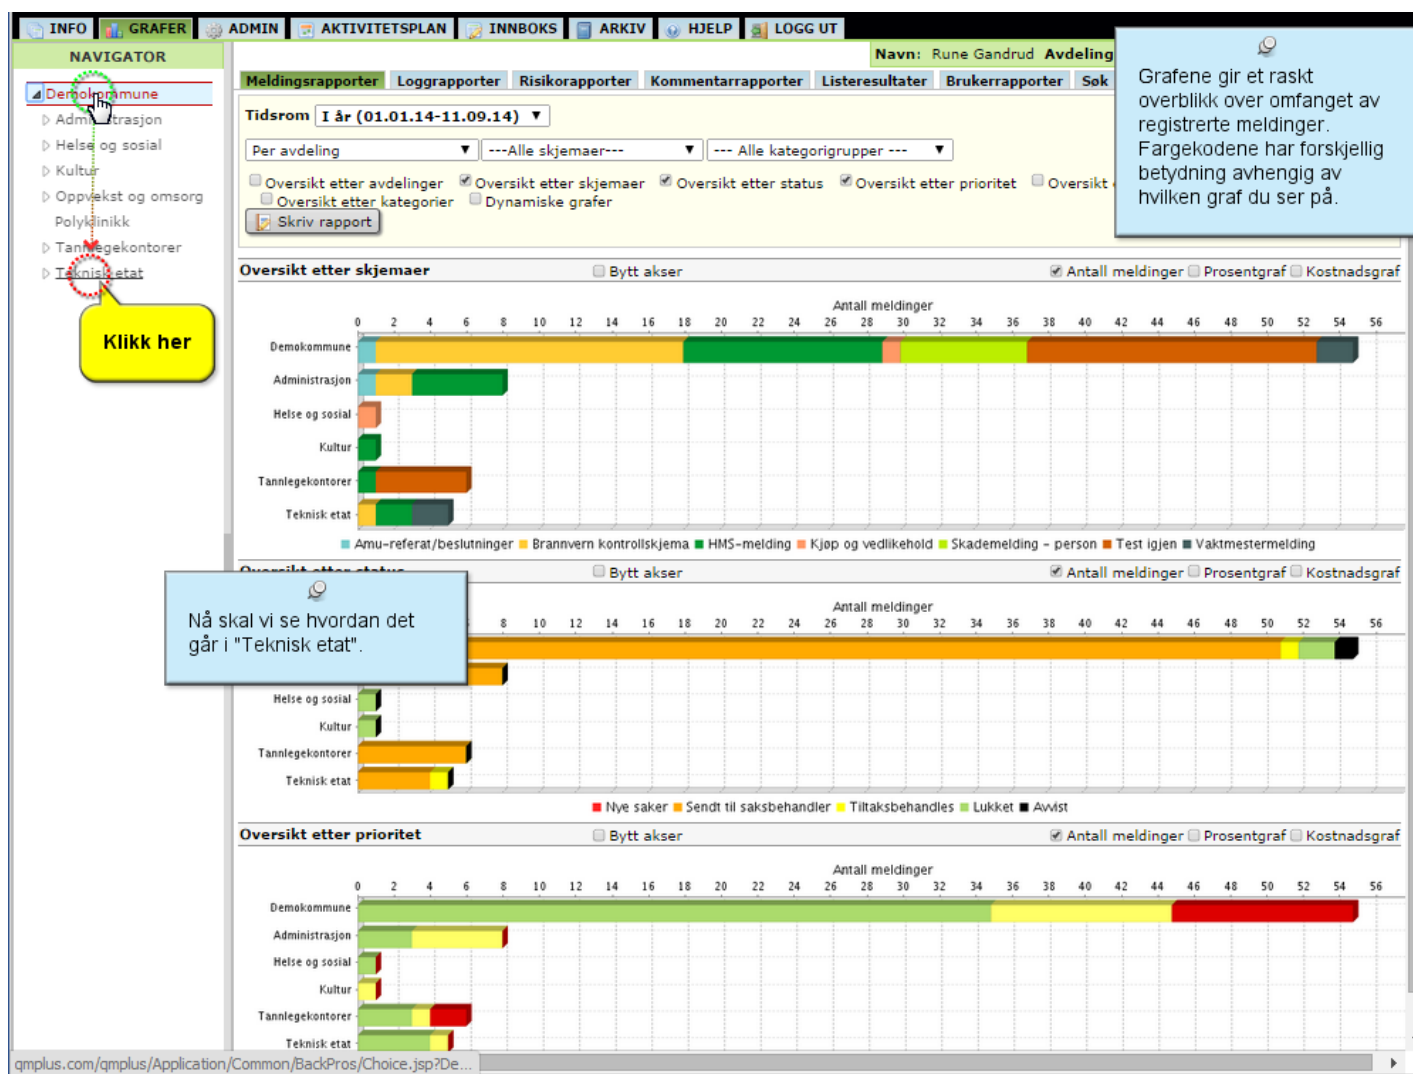 INFO GRAFER ADMIN AKTIVITETSPLAN INNBOKS ARKIV HJELP LOGG UT
NAVIGATOR
Demokommune
Administrasjon
Helse og sosial
Kultur
Oppvekst og omsorg
Polyklinikk
Tannlegekontorer
Teknisk etat
Klikk her
Navn: Rune Gandrud Avdeling
Meldingsrapporter Loggrapporter Risikorapporter Kommentarrapporter Listeresultater Brukerrapporter Søk
Tidsrom I år (01.01.14-11.09.14)
Per avdeling ---Alle skjemaer--- --- Alle kategorigrupper ---
Oversikt etter avdelinger Oversikt etter skjemaer Oversikt etter status Oversikt etter prioritet Oversikt
Oversikt etter kategorier Dynamiske grafer
Skriv rapport
Grafene gir et raskt
overblikk over omfanget av
registrerte meldinger.
Fargekodene har forskjellig
betydning avhengig av
hvilken graf du ser på.
Oversikt etter skjemaer Bytt akser Antall meldinger Prosentgraf Kostnadsgraf
Antall meldinger
0 2 4 6 8 10 12 14 16 18 20 22 24 26 28 30 32 34 36 38 40 42 44 46 48 50 52 54 56
Demokommune
Administrasjon
Helse og sosial
Kultur
Tannlegekontorer
Teknisk etat
Amu-referat/beslutninger Brannvern kontrollskjema HMS-melding Kjøp og vedlikehold Skademelding - person Test igjen Vaktmestermelding
Oversikt etter status Bytt akser Antall meldinger Prosentgraf Kostnadsgraf
Nå skal vi se hvordan det
går i "Teknisk etat".
Antall meldinger
8 10 12 14 16 18 20 22 24 26 28 30 32 34 36 38 40 42 44 46 48 50 52 54 56
Helse og sosial
Kultur
Tannlegekontorer
Teknisk etat
Nye saker Sendt til saksbehandler Tiltaksbehandles Lukket Avvist
Oversikt etter prioritet Bytt akser Antall meldinger Prosentgraf Kostnadsgraf
Antall meldinger
0 2 4 6 8 10 12 14 16 18 20 22 24 26 28 30 32 34 36 38 40 42 44 46 48 50 52 54 56
Demokommune
Administrasjon
Helse og sosial
Kultur
Tannlegekontorer
Teknisk etat
qmplus.com/qmplus/Application/Common/BackPros/Choice.jsp?De...